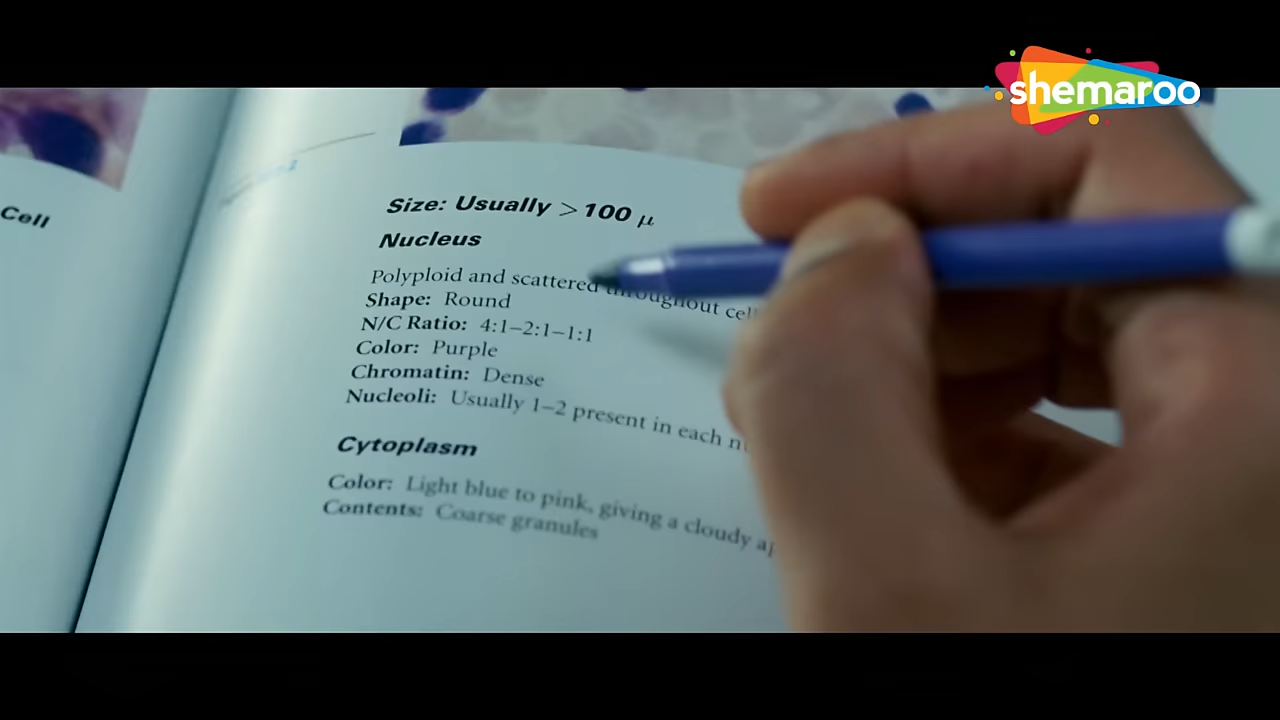 shemaroo
Cell
Size: Usually > 100 μ
Nucleus
Polyploid and scattered throughout
Shape: Round
N/C Ratio: 4:1–2:1–1:1
Color: Purple
Chromatin: Dense
Nucleoli: Usually 1–2 present in each
Cytoplasm
Color: Light blue to pink, giving a cloudy
Contents: Coarse granules